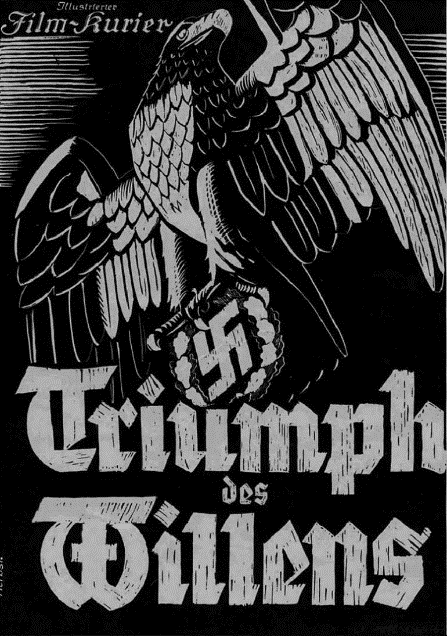 Illustrierter
Film-Kurier
Triumph
des
Willens